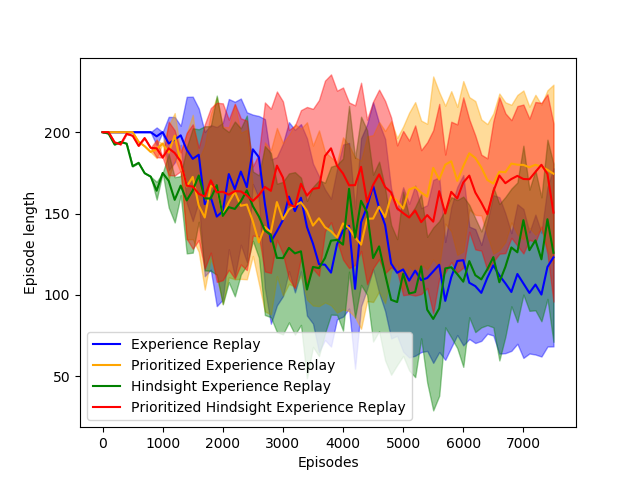 200
150
100
50
Episode length
Experience Replay
Prioritized Experience Replay
Hindsight Experience Replay
Prioritized Hindsight Experience Replay
0 1000 2000 3000 4000 5000 6000 7000
Episodes